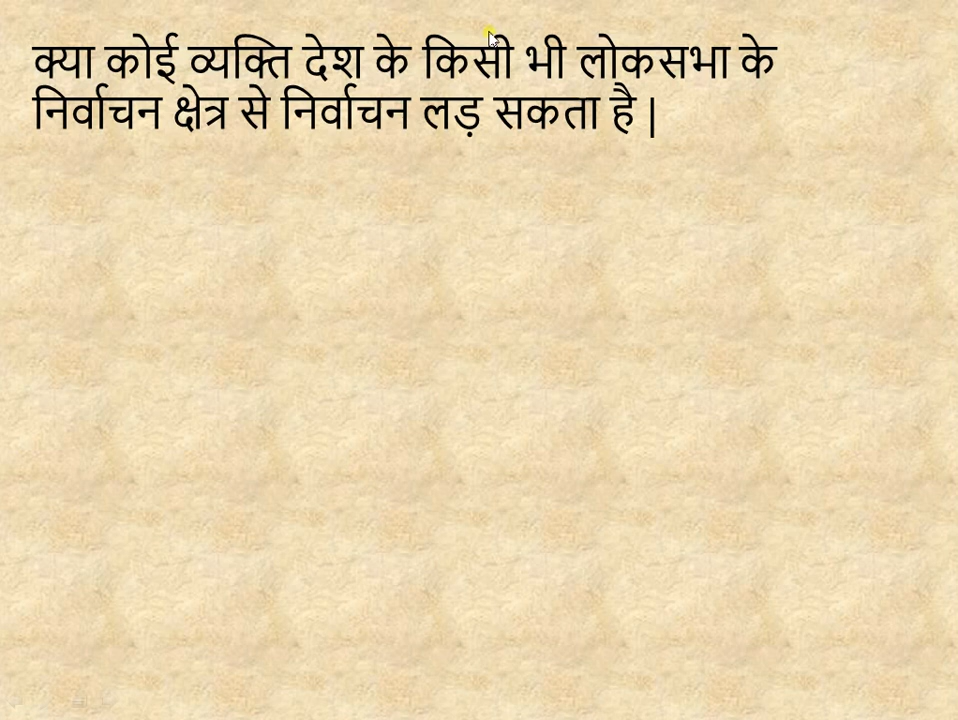 क्या कोई व्यक्ति देश के किसी भी लोकसभा के
निर्वाचन क्षेत्र से निर्वाचन लड़ सकता है |